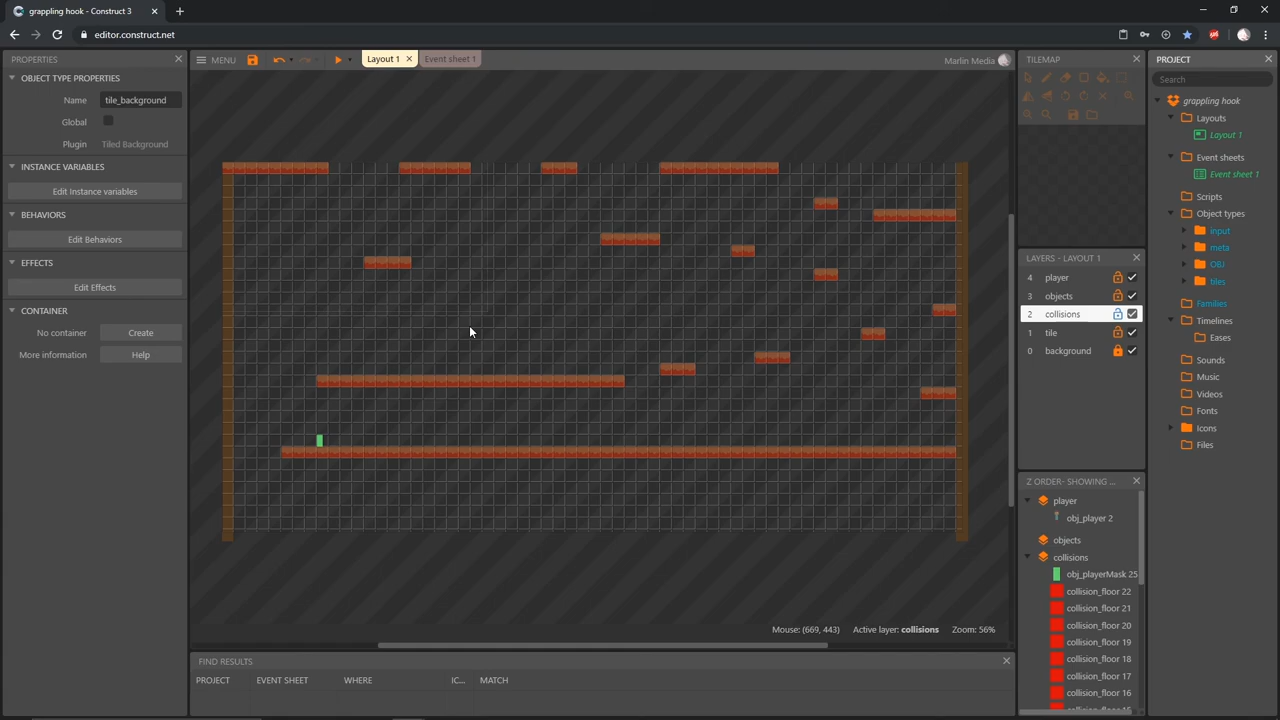 grappling hook - Construct 3
editor.construct.net
PROPERTIES
OBJECT TYPE PROPERTIES
Name tile_background
Global
Plugin Tiled Background
INSTANCE VARIABLES
Edit Instance variables
BEHAVIORS
Edit Behaviors
EFFECTS
Edit Effects
CONTAINER
No container Create
More information Help
MENU
Layout 1
Event sheet 1
Marlin Media
Mouse: (669, 443) Active layer: collisions Zoom: 56%
FIND RESULTS
PROJECT EVENT SHEET WHERE IC... MATCH
TILEMAP
LAYERS - LAYOUT 1
4 player
3 objects
2 collisions
1 tile
0 background
Z ORDER- SHOWING ...
player
obj_player 2
objects
collisions
obj_playerMask 25
collision_floor 22
collision_floor 21
collision_floor 20
collision_floor 19
collision_floor 18
collision_floor 17
collision_floor 16
PROJECT
Search
grappling hook
Layouts
Layout 1
Event sheets
Event sheet 1
Scripts
Object types
input
meta
OBJ
tiles
Families
Timelines
Eases
Sounds
Music
Videos
Fonts
Icons
Files